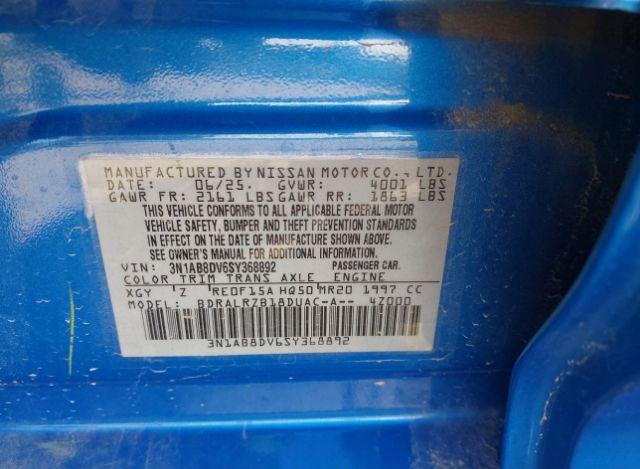 MANUFACTURED BY NISSAN MOTOR CO., LTD.
DATE: 06/25. GVWR: 4001 LBS
GAWR FR: 2161 LBS GAWR RR: 1863 LBS
THIS VEHICLE CONFORMS TO ALL APPLICABLE FEDERAL MOTOR
VEHICLE SAFETY, BUMPER AND THEFT PREVENTION STANDARDS
IN EFFECT ON THE DATE OF MANUFACTURE SHOWN ABOVE.
SEE OWNER'S MANUAL FOR ADDITIONAL INFORMATION.
VIN: 3N1AB8DV6SY368892 PASSENGER CAR.
COLOR TRIM TRANS AXLE ENGINE
XGY Z RE0F15A HQ50 MR20 1997 CC
MODEL: BDRALRZB18DUAC-A-- 4Z000
3N1AB8DV6SY368892